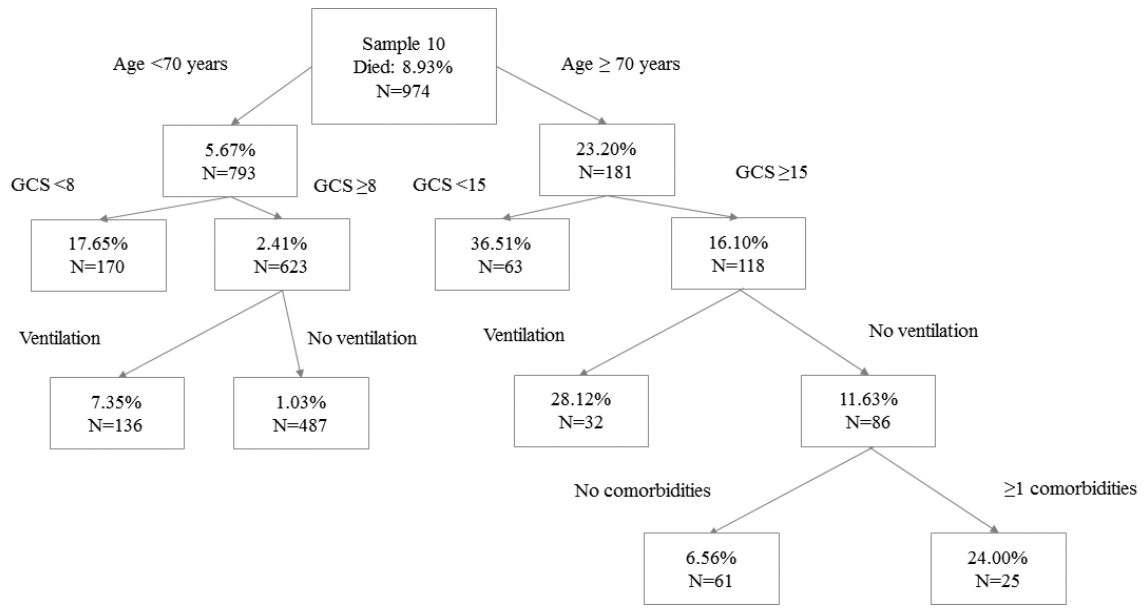 Sample 10
Died: 8.93%
N=974
Age <70 years
Age ≥ 70 years
5.67%
N=793
23.20%
N=181
GCS <8
GCS ≥8
GCS <15
GCS ≥15
17.65%
N=170
2.41%
N=623
36.51%
N=63
16.10%
N=118
Ventilation
No ventilation
Ventilation
No ventilation
7.35%
N=136
1.03%
N=487
28.12%
N=32
11.63%
N=86
No comorbidities
≥1 comorbidities
6.56%
N=61
24.00%
N=25